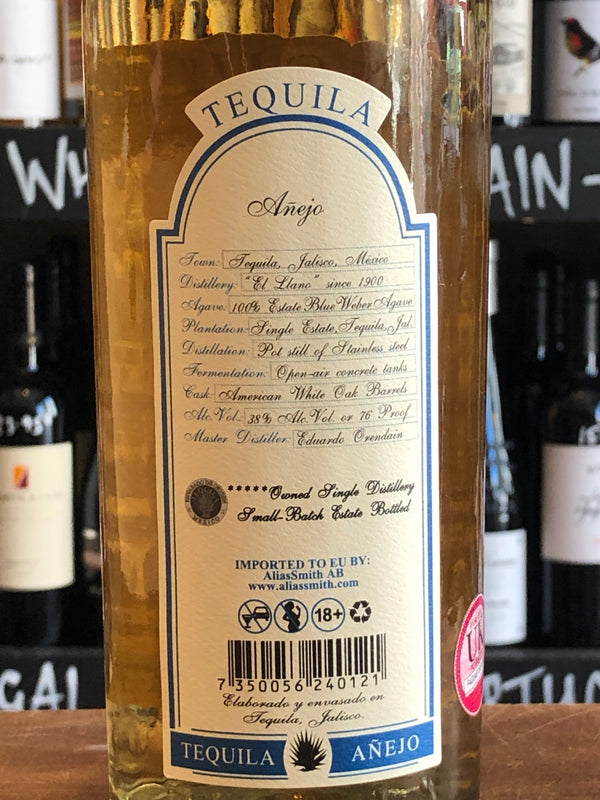 TEQUILA
Añejo
Town: Tequila, Jalisco, México
Distillery: "El Llano" since 1900
Agave: 100% Estate Blue Weber Agave
Plantation: Single Estate, Tequila, Jal.
Distillation: Pot still of Stainless steel
Fermentation: Open-air concrete tanks
Cask: American White Oak Barrels
Alc. Vol.: 38% Alc. Vol. or 76 Proof
Master Distiller: Eduardo Orendain
*****Owned Single Distillery
Small-Batch Estate Bottled
IMPORTED TO EU BY:
AliasSmith AB
www.aliassmith.com
18+
7 350056 240121
Elaborado y envasado en
Tequila, Jalisco.
TEQUILA AÑEJO
UK